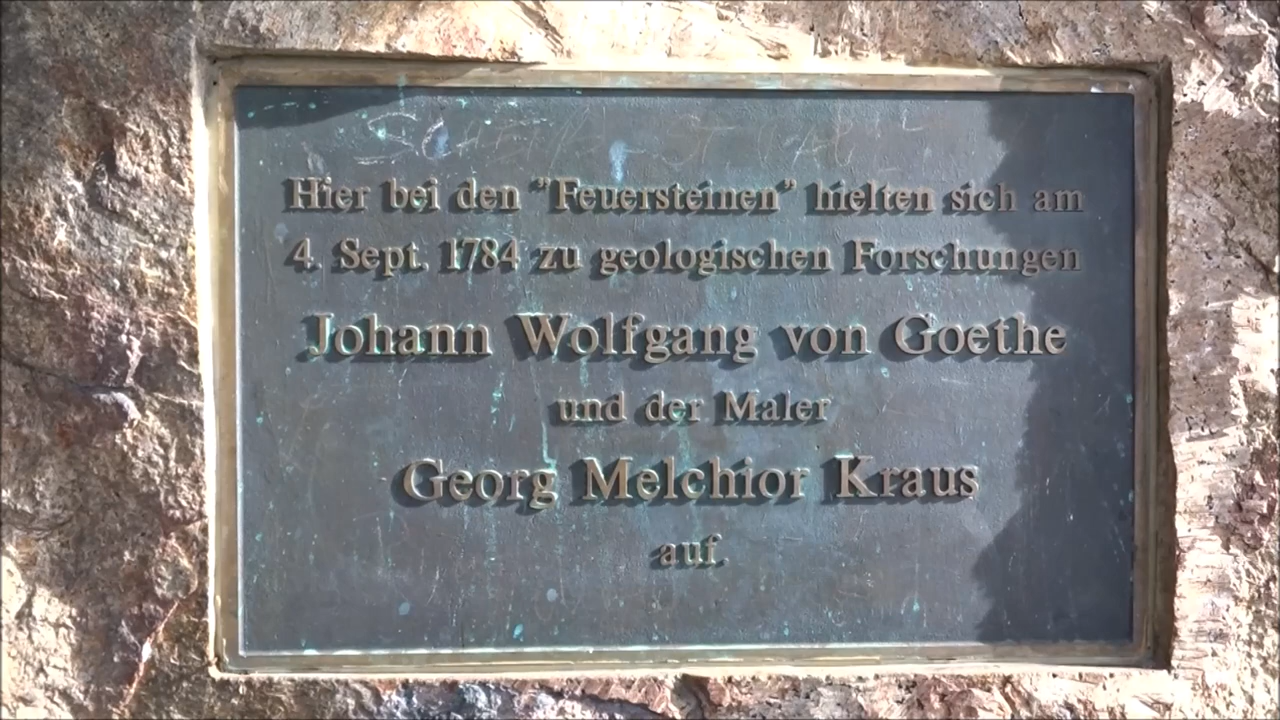 Hier bei den "Feuersteinen" hielten sich am
4. Sept. 1784 zu geologischen Forschungen
Johann Wolfgang von Goethe
und der Maler
Georg Melchior Kraus
auf